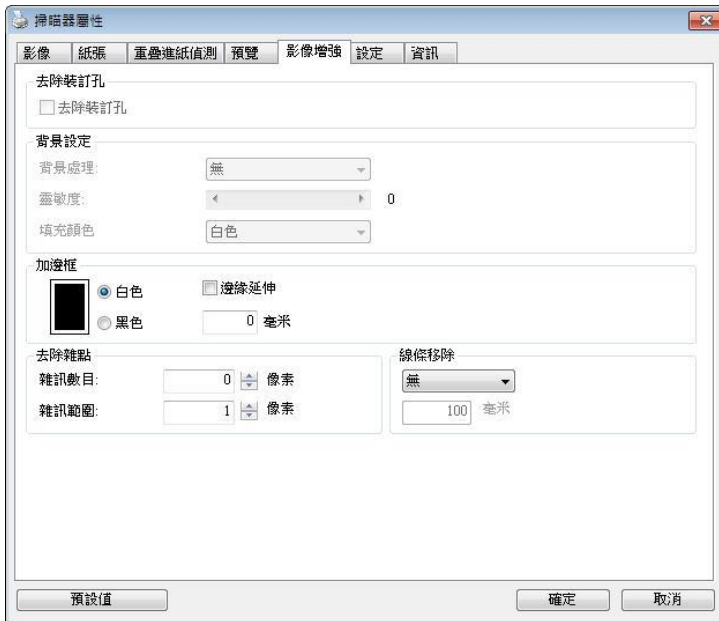 掃瞄器屬性
影像 紙張 重疊進紙偵測 預覽 影像增強 設定 資訊
去除裝訂孔
去除裝訂孔
背景設定
背景處理: 無
靈敏度: 0
填充顏色 白色
加邊框
白色 邊緣延伸
黑色 0 毫米
去除雜點 線條移除
雜訊數目: 0 像素 無
雜訊範圍: 1 像素 100 毫米
預設值 確定 取消